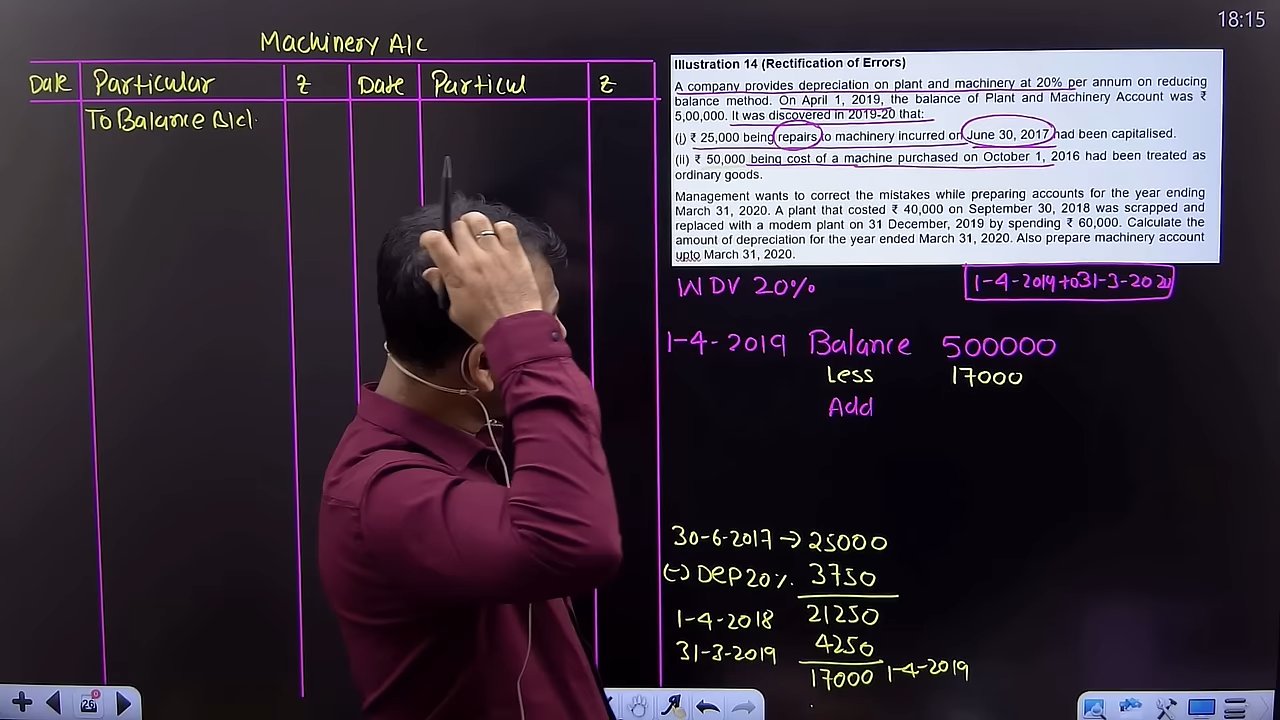 18:15
Machinery A/c
Date Particular ₹ Date Particul ₹
To Balance B/d.
Illustration 14 (Rectification of Errors)
A company provides depreciation on plant and machinery at 20% per annum on reducing
balance method. On April 1, 2019, the balance of Plant and Machinery Account was ₹
5,00,000. It was discovered in 2019-20 that:
(i) ₹ 25,000 being repairs to machinery incurred on June 30, 2017 had been capitalised.
(ii) ₹ 50,000 being cost of a machine purchased on October 1, 2016 had been treated as
ordinary goods.
Management wants to correct the mistakes while preparing accounts for the year ending
March 31, 2020. A plant that costed ₹ 40,000 on September 30, 2018 was scrapped and
replaced with a modem plant on 31 December, 2019 by spending ₹ 60,000. Calculate the
amount of depreciation for the year ended March 31, 2020. Also prepare machinery account
upto March 31, 2020.
WDV 20%
1-4-2019 to 31-3-2020
1-4-2019 Balance 500000
Less 17000
Add
30-6-2017 → 25000
(-) Dep 20%. 3750
1-4-2018 21250
31-3-2019 4250
17000 1-4-2019
26